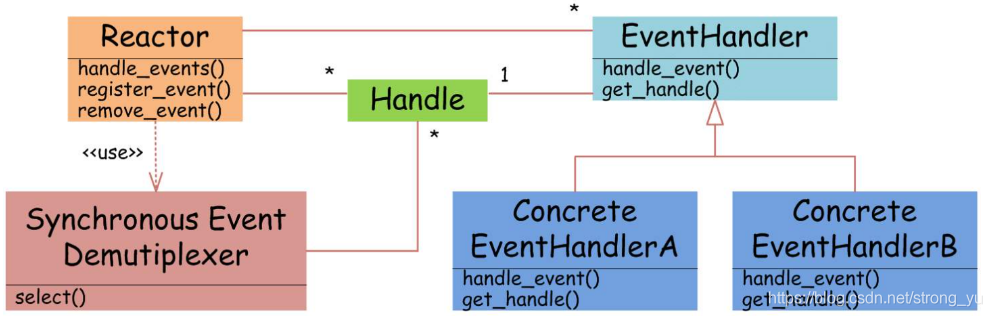 Reactor
handle_events()
register_event()
remove_event()
*
EventHandler
handle_event()
get_handle()
*
Handle
1
*
<<use>>
Synchronous Event
Demutiplexer
select()
Concrete
EventHandlerA
handle_event()
get_handle()
Concrete
EventHandlerB
handle_event()
get_handle()
https://blog.csdn.net/strong_yu